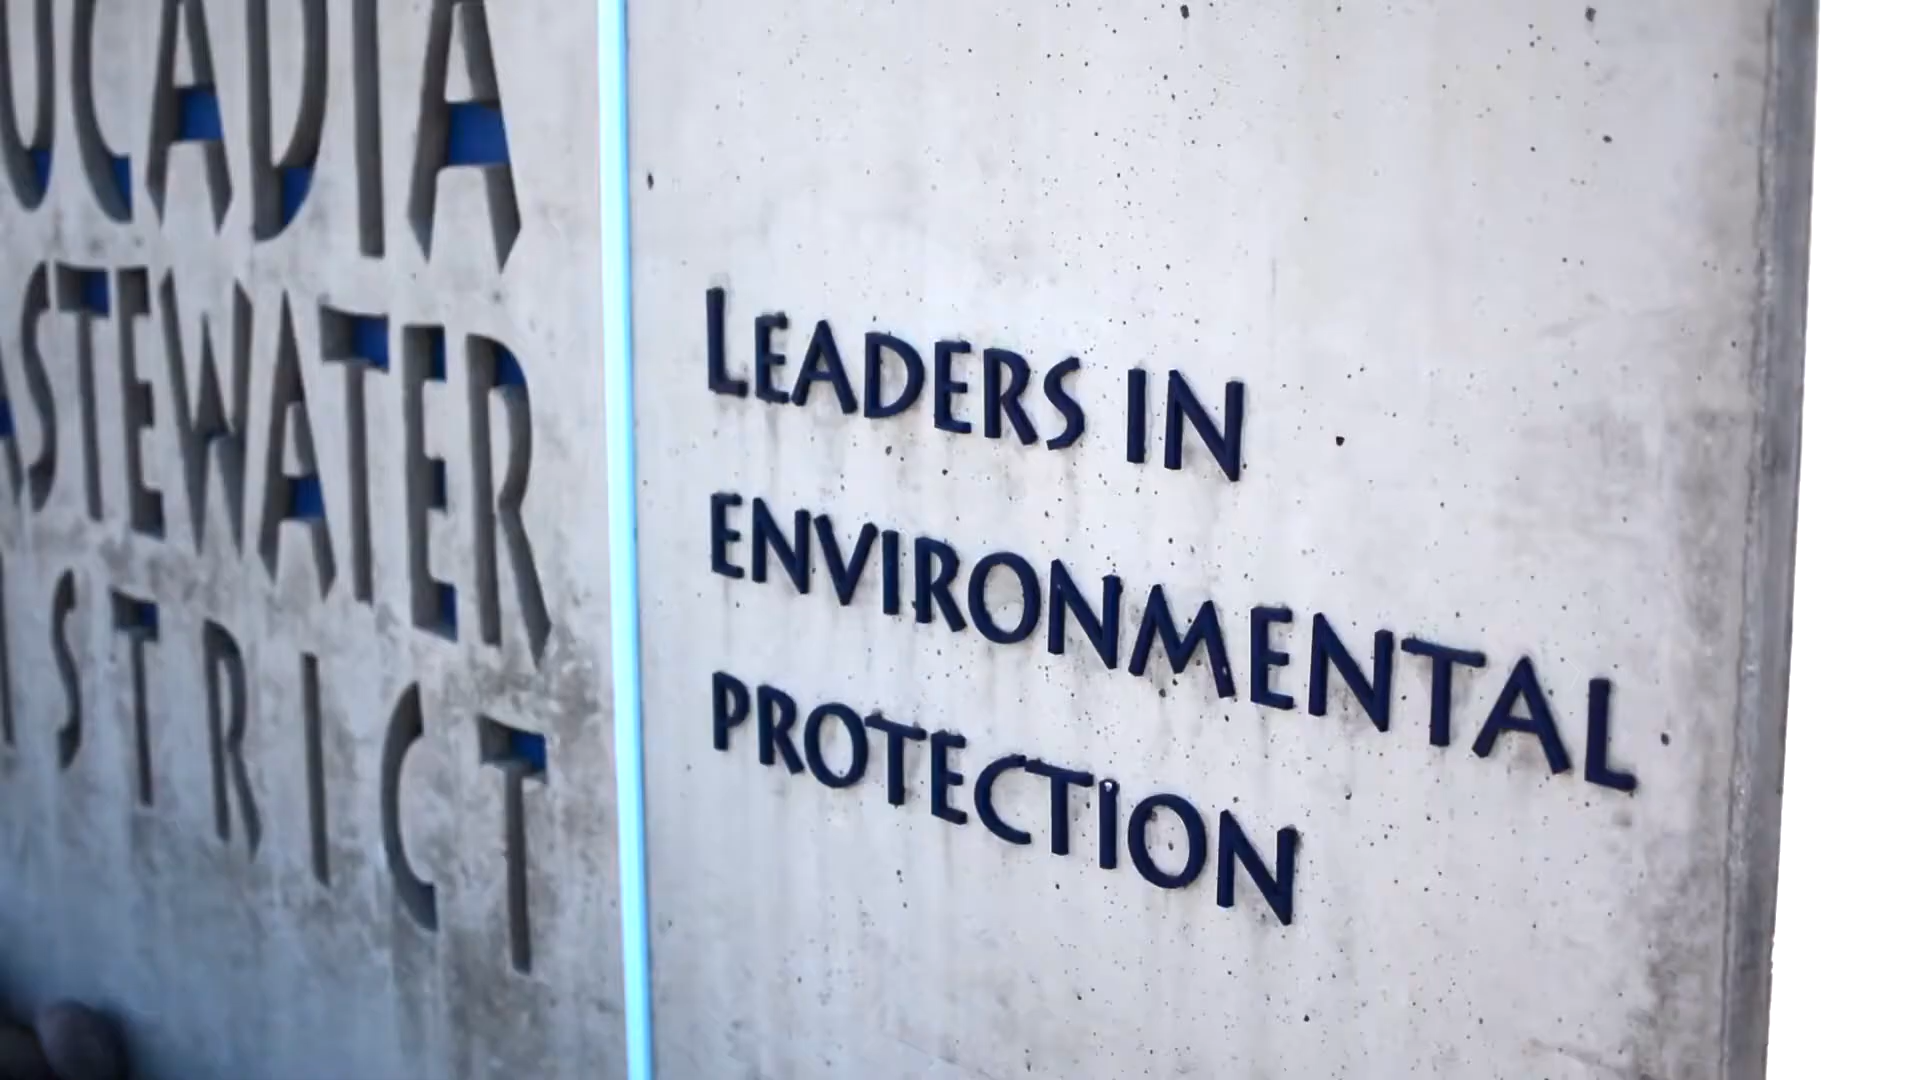 UCADIA
ASTEWATER
ISTRICT
LEADERS IN
ENVIRONMENTAL
PROTECTION